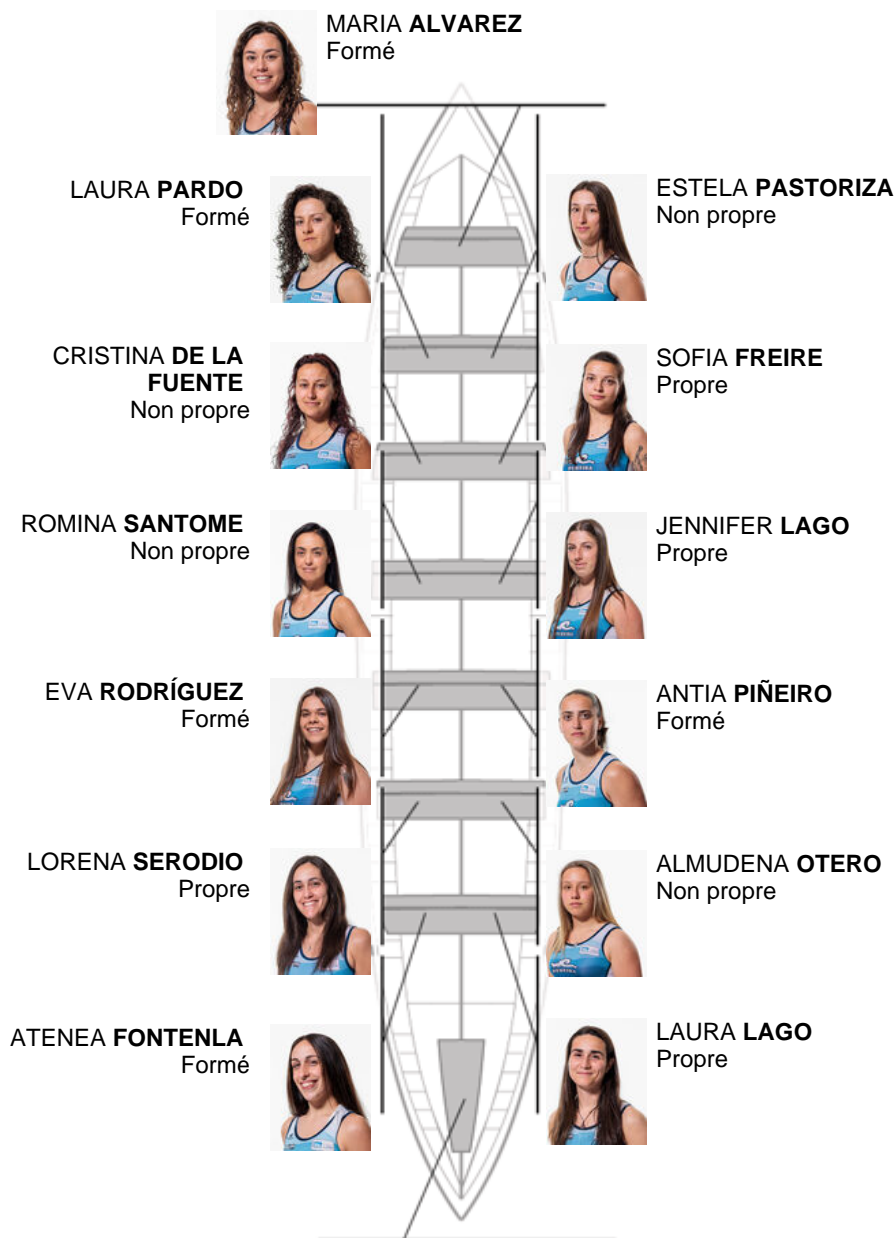 MARIA ALVAREZ
Formé
LAURA PARDO
Formé
ESTELA PASTORIZA
Non propre
CRISTINA DE LA
FUENTE
Non propre
SOFIA FREIRE
Propre
ROMINA SANTOME
Non propre
JENNIFER LAGO
Propre
EVA RODRÍGUEZ
Formé
ANTIA PIÑEIRO
Formé
LORENA SERODIO
Propre
ALMUDENA OTERO
Non propre
ATENEA FONTENLA
Formé
LAURA LAGO
Propre